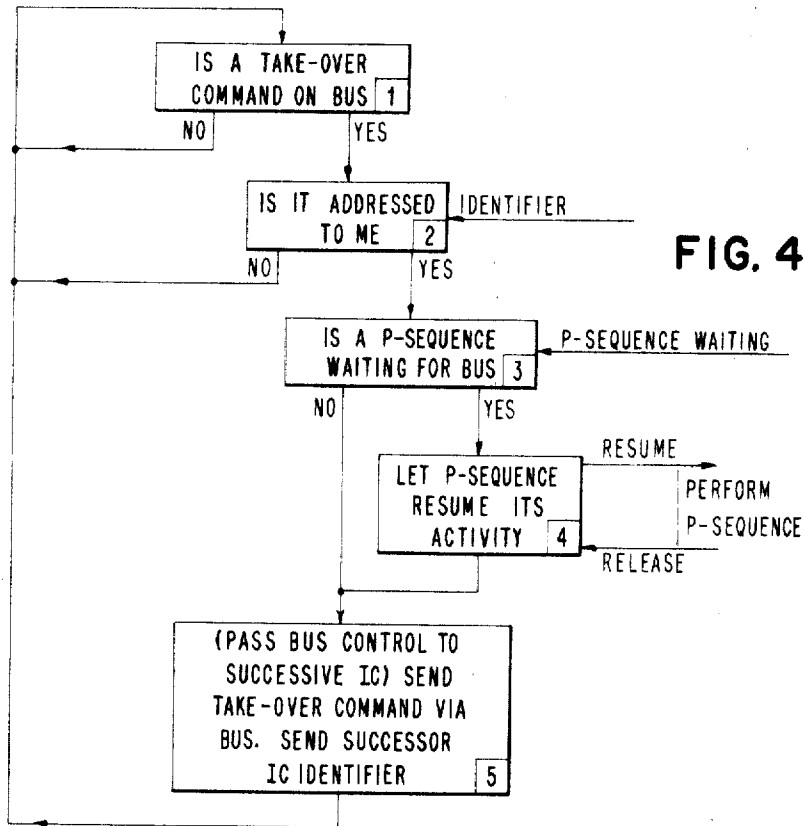 IS A TAKE-OVER
COMMAND ON BUS 1
NO
YES
IS IT ADDRESSED
TO ME 2
IDENTIFIER
NO
YES
FIG. 4
IS A P-SEQUENCE
WAITING FOR BUS 3
P-SEQUENCE WAITING
NO
YES
LET P-SEQUENCE
RESUME ITS
ACTIVITY 4
RESUME
PERFORM
P-SEQUENCE
RELEASE
(PASS BUS CONTROL TO
SUCCESSIVE IC) SEND
TAKE-OVER COMMAND VIA
BUS. SEND SUCCESSOR
IC IDENTIFIER 5